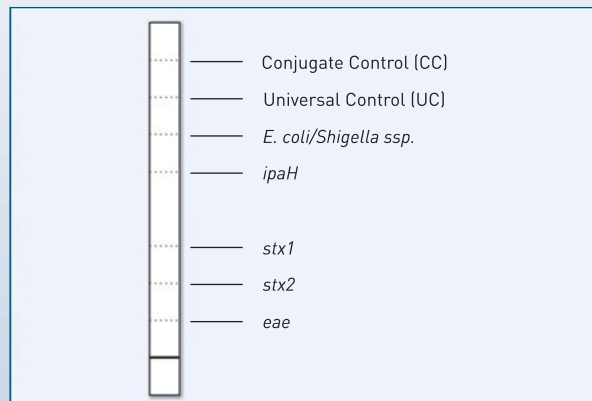 Conjugate Control (CC)
Universal Control (UC)
E. coli/Shigella ssp.
ipaH
stx1
stx2
eae